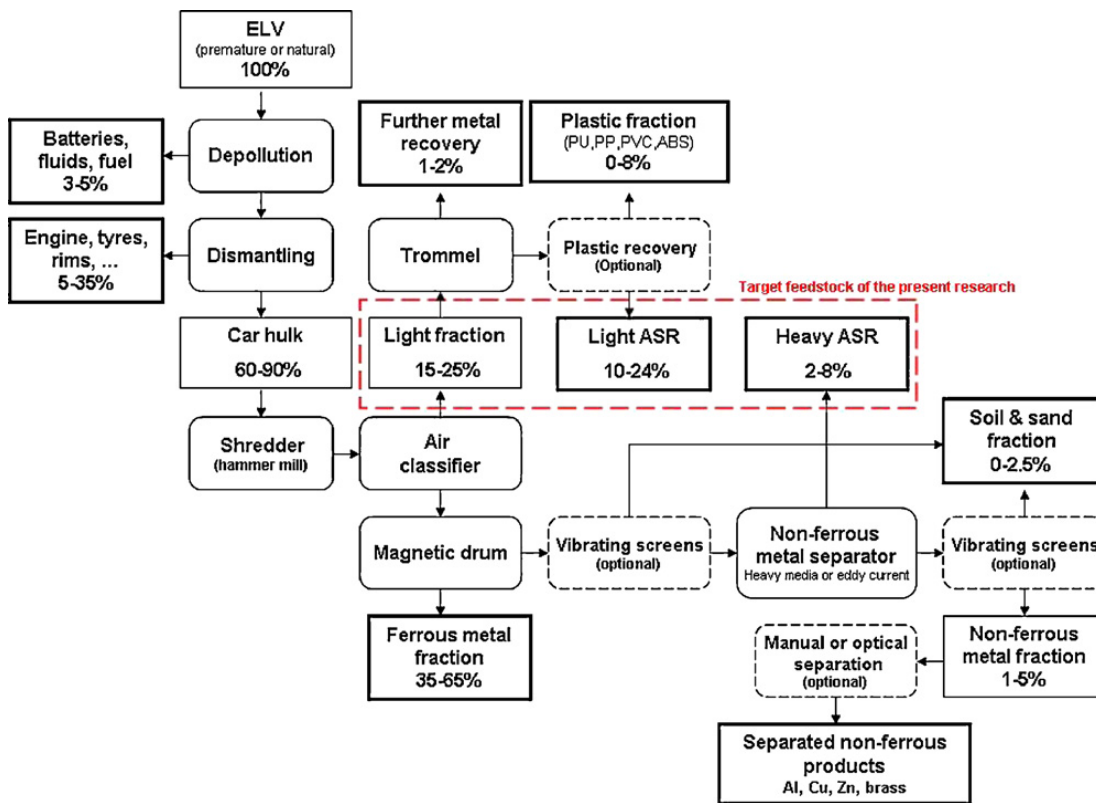 ELV
(premature or natural)
100%
Batteries,
fluids, fuel
3-5%
Depollution
Further metal
recovery
1-2%
Plastic fraction
(PU,PP,PVC,ABS)
0-8%
Engine, tyres,
rims, ...
5-35%
Dismantling
Trommel
Plastic recovery
(Optional)
Target feedstock of the present research
Car hulk
60-90%
Light fraction
15-25%
Light ASR
10-24%
Heavy ASR
2-8%
Shredder
(hammer mill)
Air
classifier
Soil & sand
fraction
0-2.5%
Magnetic drum
Vibrating screens
(optional)
Non-ferrous
metal separator
Heavy media or eddy current
Vibrating screens
(optional)
Ferrous metal
fraction
35-65%
Manual or optical
separation
(optional)
Non-ferrous
metal fraction
1-5%
Separated non-ferrous
products
Al, Cu, Zn, brass